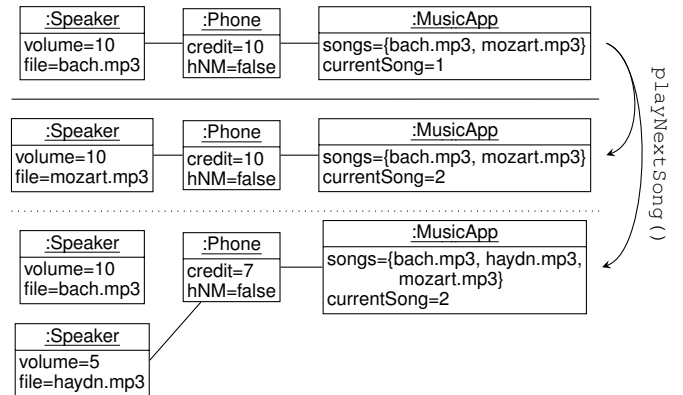 :Speaker
volume=10
file=bach.mp3
:Phone
credit=10
hNM=false
:MusicApp
songs={bach.mp3, mozart.mp3}
currentSong=1
:Speaker
volume=10
file=mozart.mp3
:Phone
credit=10
hNM=false
:MusicApp
songs={bach.mp3, mozart.mp3}
currentSong=2
:Speaker
volume=10
file=bach.mp3
:Phone
credit=7
hNM=false
:MusicApp
songs={bach.mp3, haydn.mp3,
mozart.mp3}
currentSong=2
:Speaker
volume=5
file=haydn.mp3
playNextSong()